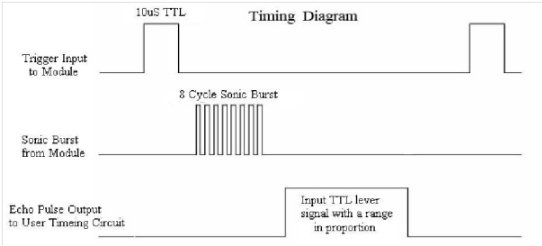 10uS TTL
Timing Diagram
Trigger Input
to Module
8 Cycle Sonic Burst
Sonic Burst
from Module
Echo Pulse Output
to User Timeing Circuit
Input TTL lever
signal with a range
in proportion